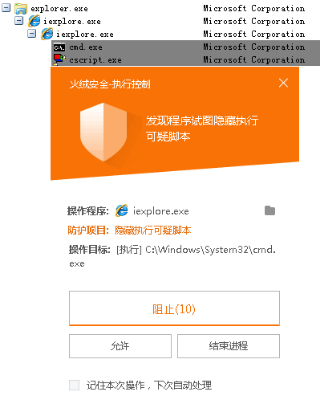 explorer.exe Microsoft Corporation
iexplore.exe Microsoft Corporation
iexplore.exe Microsoft Corporation
cmd.exe Microsoft Corporation
cscript.exe Microsoft Corporation
火绒安全-执行控制
发现程序试图隐藏执行
可疑脚本
操作程序: iexplore.exe
防护项目: 隐藏执行可疑脚本
操作目标: [执行] C:\Windows\System32\cmd.
exe
阻止(10)
允许 结束进程
记住本次操作，下次自动处理